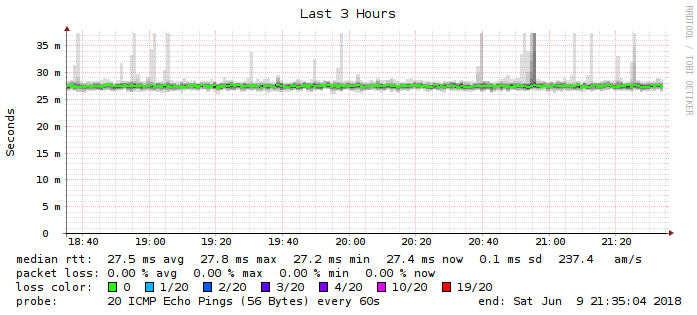 Last 3 Hours
RRDTOOL / TOBI OETIKER
Seconds
35 m
30 m
25 m
20 m
15 m
10 m
5 m
0
18:40 19:00 19:20 19:40 20:00 20:20 20:40 21:00 21:20
median rtt: 27.5 ms avg 27.8 ms max 27.2 ms min 27.4 ms now 0.1 ms sd 237.4 am/s
packet loss: 0.00 % avg 0.00 % max 0.00 % min 0.00 % now
loss color: 0 1/20 2/20 3/20 4/20 10/20 19/20
probe: 20 ICMP Echo Pings (56 Bytes) every 60s end: Sat Jun 9 21:35:04 2018